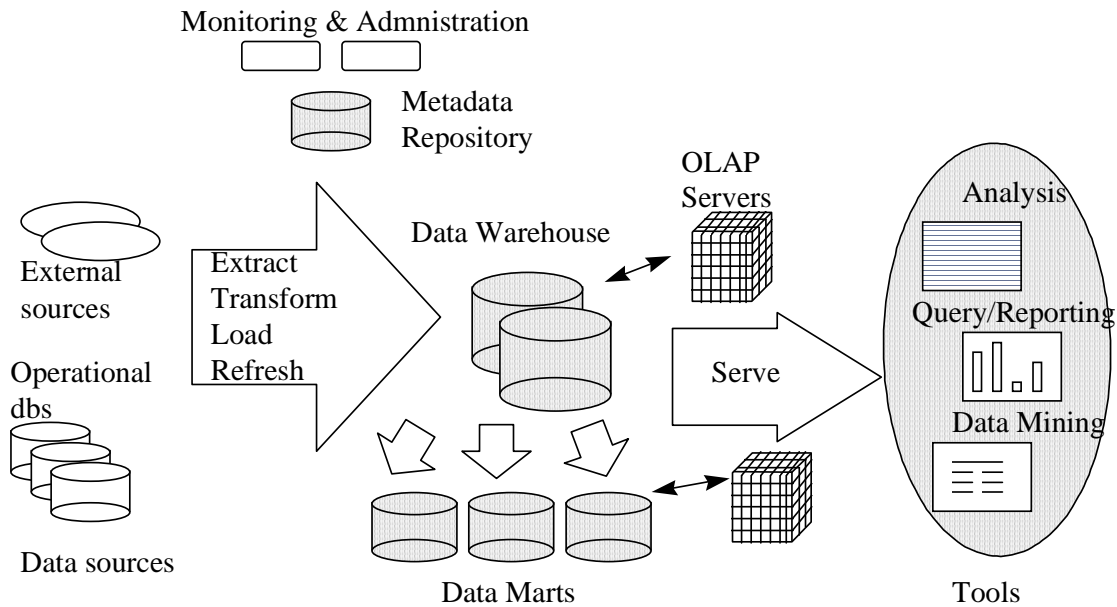 Monitoring & Admnistration
Metadata
Repository
OLAP
Servers
Analysis
Data Warehouse
External
sources
Extract
Transform
Load
Refresh
Query/Reporting
Operational
dbs
Serve
Data Mining
Data sources
Data Marts
Tools